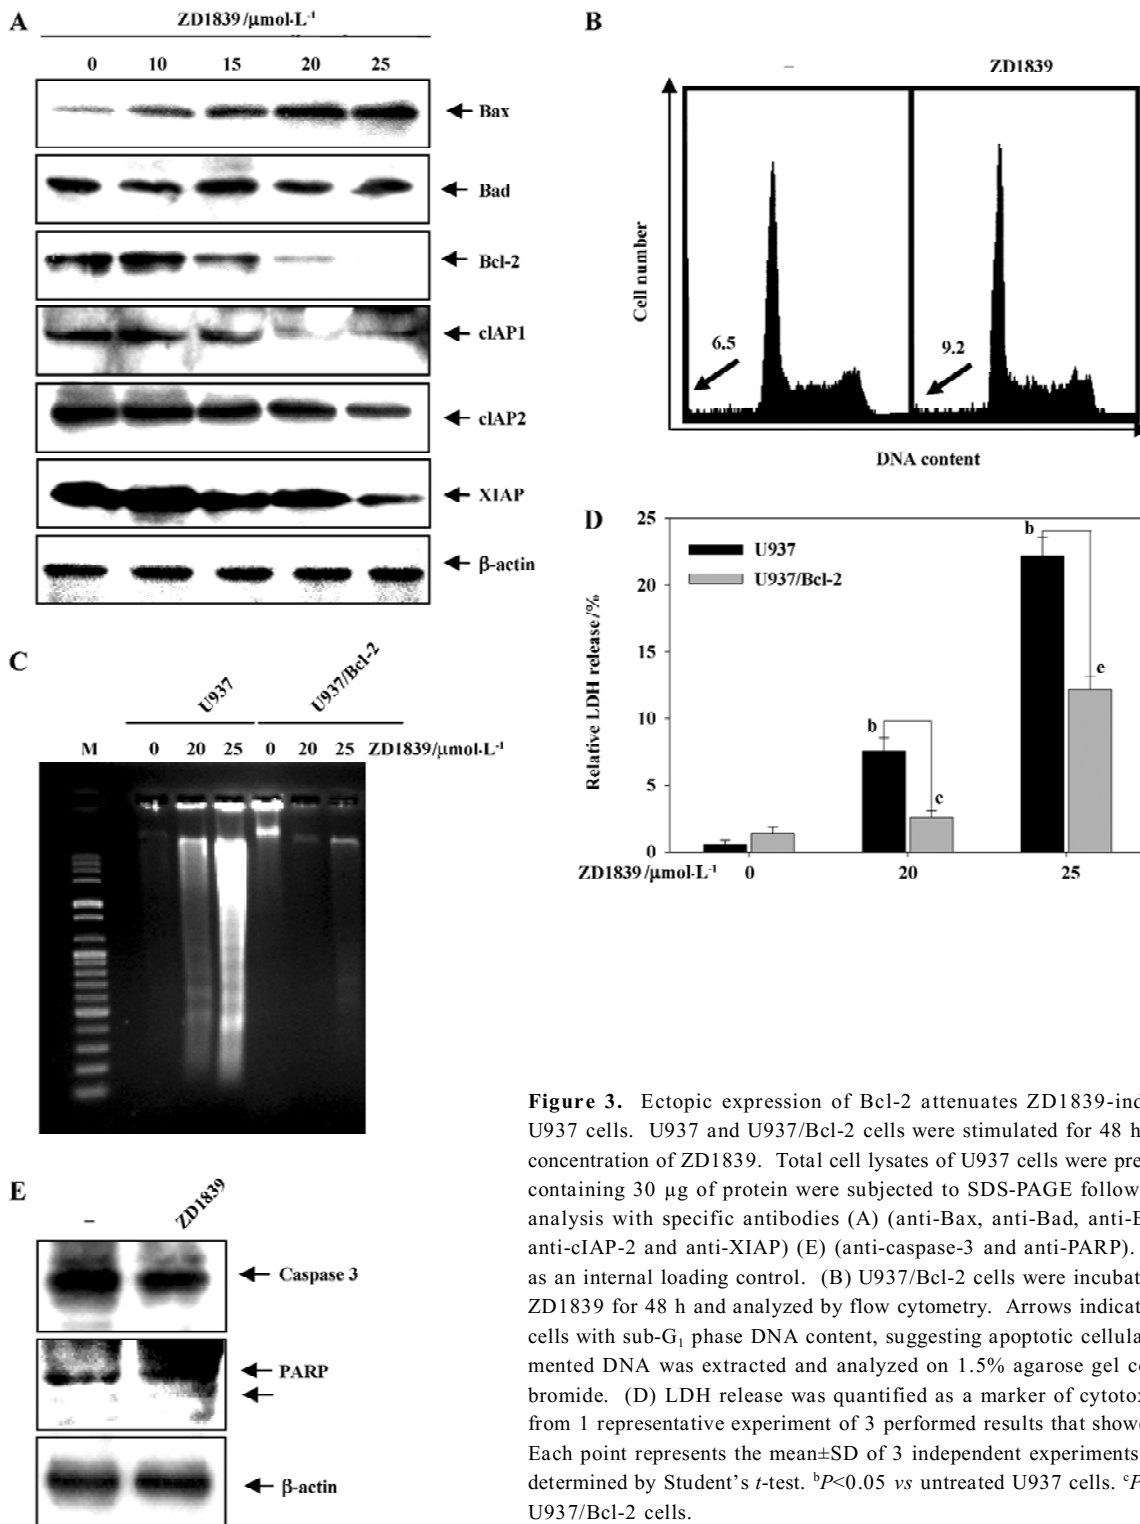 A
ZD1839/µmol·L-1
0 10 15 20 25
Bax
Bad
Bcl-2
cIAP1
cIAP2
XIAP
β-actin
B
– ZD1839
Cell number
6.5
9.2
DNA content
C
U937 U937/Bcl-2
M 0 20 25 0 20 25 ZD1839/µmol·L-1
D
25
20
15
10
5
0
Relative LDH release/%
U937
U937/Bcl-2
b
c
b
e
ZD1839/µmol·L-1 0 20 25
E
– ZD1839
Caspase 3
PARP
β-actin
Figure 3. Ectopic expression of Bcl-2 attenuates ZD1839-ind
U937 cells. U937 and U937/Bcl-2 cells were stimulated for 48 h
concentration of ZD1839. Total cell lysates of U937 cells were pre
containing 30 µg of protein were subjected to SDS-PAGE follow
analysis with specific antibodies (A) (anti-Bax, anti-Bad, anti-B
anti-cIAP-2 and anti-XIAP) (E) (anti-caspase-3 and anti-PARP).
as an internal loading control. (B) U937/Bcl-2 cells were incubat
ZD1839 for 48 h and analyzed by flow cytometry. Arrows indicat
cells with sub-G1 phase DNA content, suggesting apoptotic cellula
mented DNA was extracted and analyzed on 1.5% agarose gel co
bromide. (D) LDH release was quantified as a marker of cytotox
from 1 representative experiment of 3 performed results that showe
Each point represents the mean±SD of 3 independent experiments
determined by Student's t-test. bP<0.05 vs untreated U937 cells. cP
U937/Bcl-2 cells.